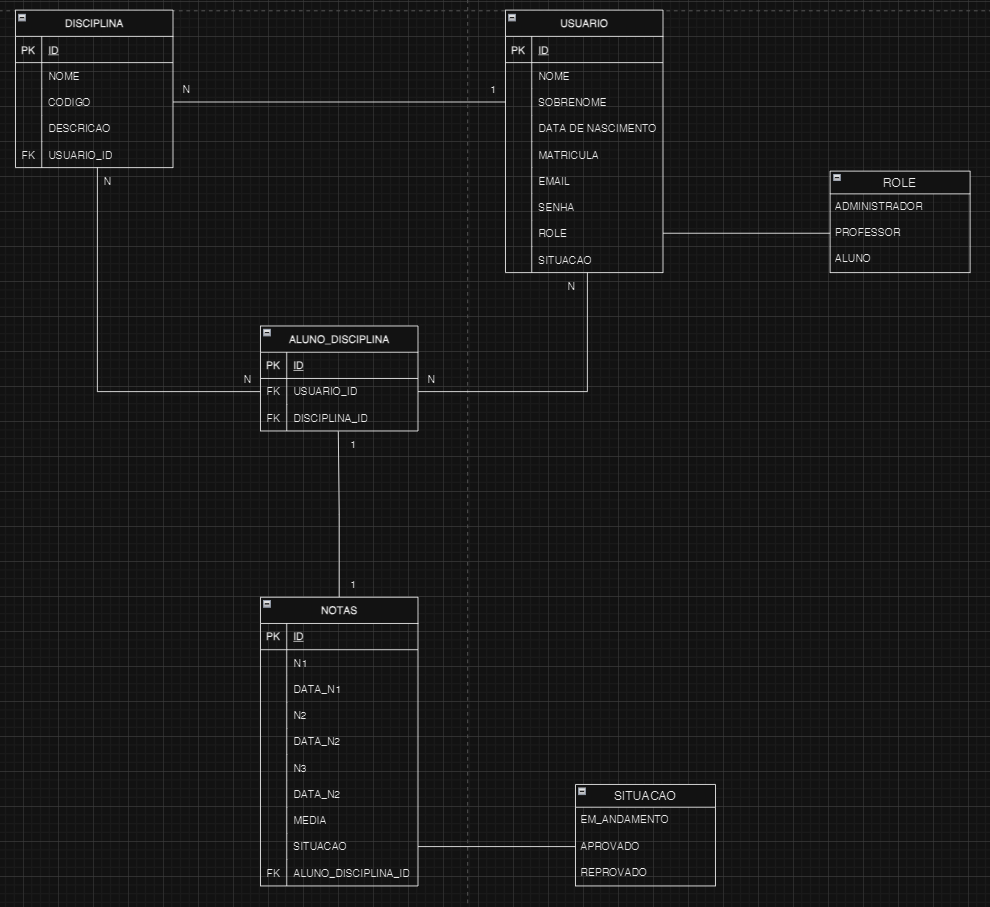 DISCIPLINA
PK ID
NOME
CODIGO
DESCRICAO
FK USUARIO_ID
N
1
N
USUARIO
PK ID
NOME
SOBRENOME
DATA DE NASCIMENTO
MATRICULA
EMAIL
SENHA
ROLE
SITUACAO
N
ROLE
ADMINISTRADOR
PROFESSOR
ALUNO
ALUNO_DISCIPLINA
PK ID
FK USUARIO_ID
FK DISCIPLINA_ID
N
N
1
1
NOTAS
PK ID
N1
DATA_N1
N2
DATA_N2
N3
DATA_N2
MEDIA
SITUACAO
FK ALUNO_DISCIPLINA_ID
SITUACAO
EM_ANDAMENTO
APROVADO
REPROVADO